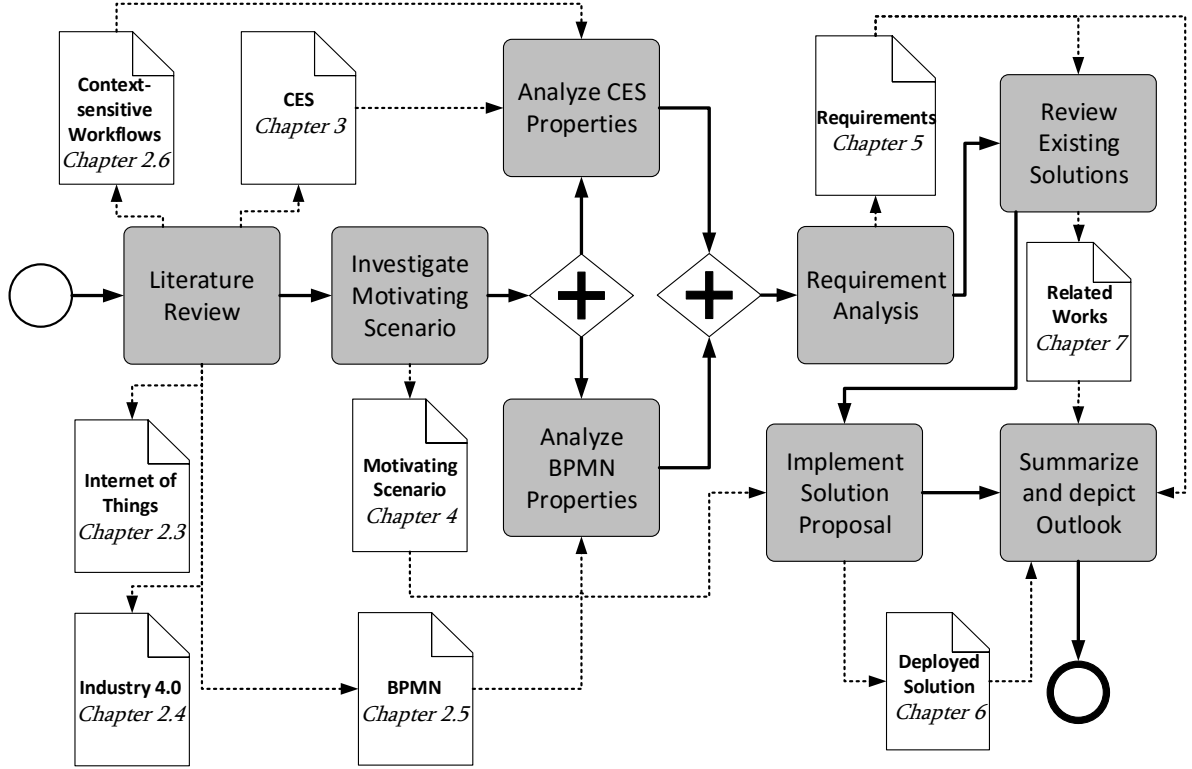 Context-
sensitive
Workflows
Chapter 2.6
CES
Chapter 3
Analyze CES
Properties
Requirements
Chapter 5
Review
Existing
Solutions
Literature
Review
Investigate
Motivating
Scenario
Requirement
Analysis
Related
Works
Chapter 7
Internet of
Things
Chapter 2.3
Motivating
Scenario
Chapter 4
Analyze
BPMN
Properties
Implement
Solution
Proposal
Summarize
and depict
Outlook
Industry 4.0
Chapter 2.4
BPMN
Chapter 2.5
Deployed
Solution
Chapter 6